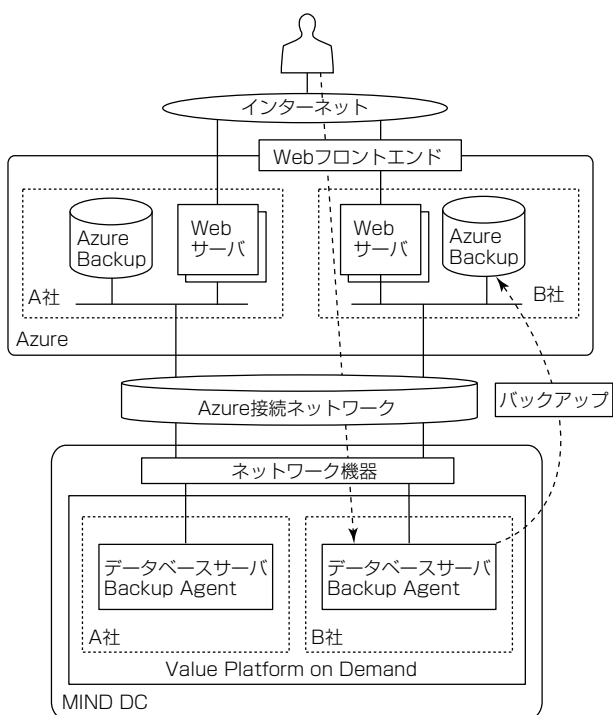 インターネット
Webフロントエンド
Azure
Backup
Web
サーバ
Web
サーバ
Azure
Backup
A社
B社
Azure
Azure接続ネットワーク
バックアップ
ネットワーク機器
データベースサーバ
Backup Agent
データベースサーバ
Backup Agent
A社
B社
Value Platform on Demand
MIND DC